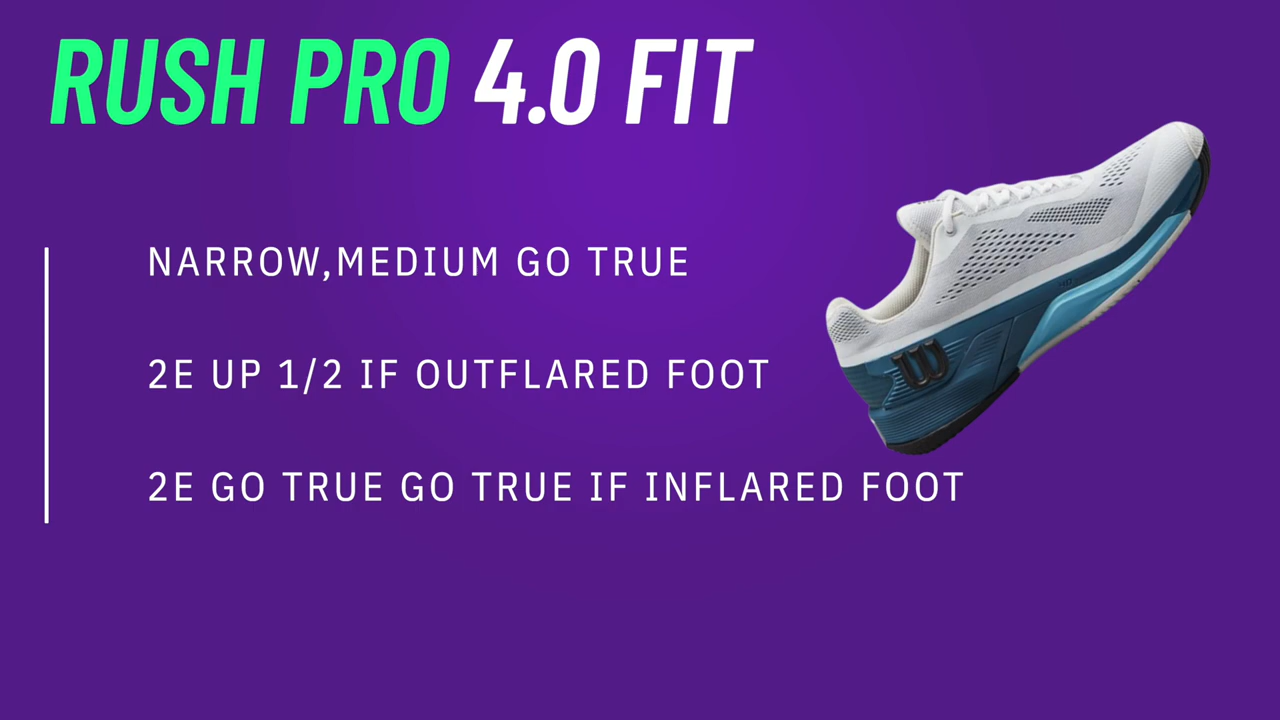 RUSH PRO 4.0 FIT
NARROW,MEDIUM GO TRUE
2E UP 1/2 IF OUTFLARED FOOT
2E GO TRUE GO TRUE IF INFLARED FOOT